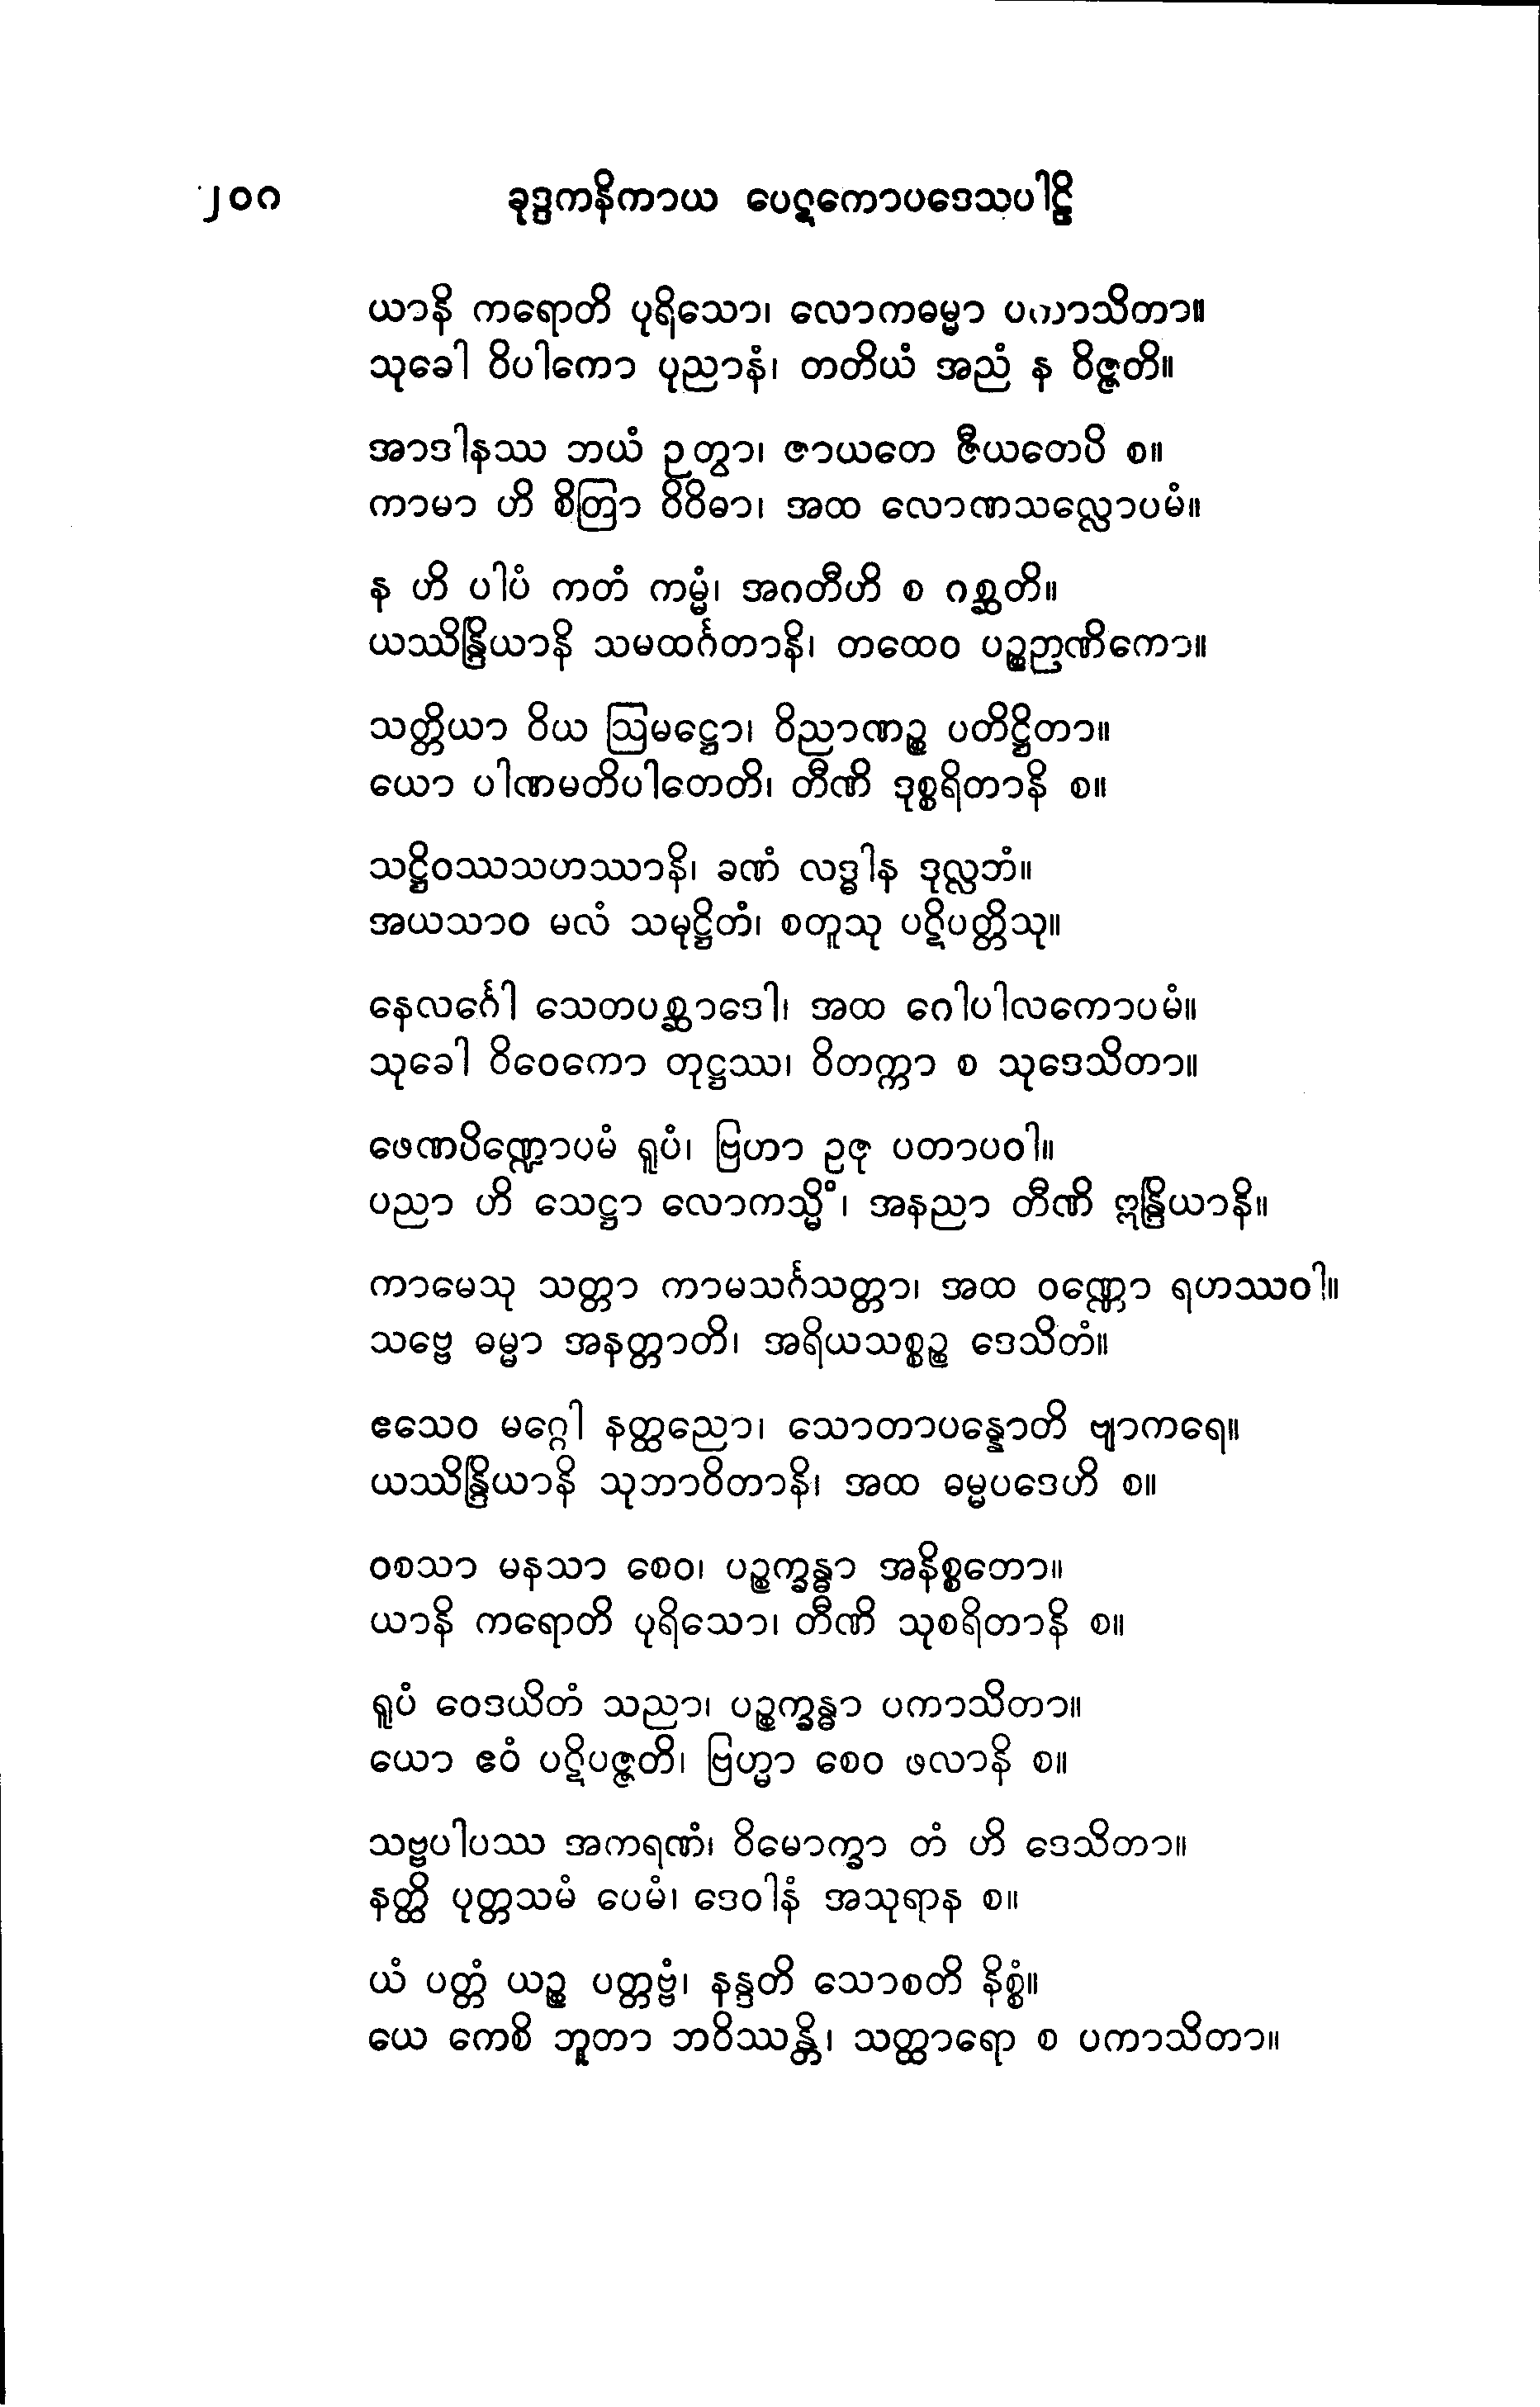 ၂၀၈ ခုဒ္ဒကနိကာယ ပေဋကောပဒေသပါဠိ
ယာနိ ကရောတိ ပုရိသော၊ လောကဓမ္မာ ပကာသိတာ။
သုခေါ ဝိပါကော ပုညာနံ၊ တတိယံ အညံ န ဝိဇ္ဇတိ။
အာဒါနဿ ဘယံ ဉတွာ၊ ဇာယတေ ဇီယတေပိ စ။
ကာမာ ဟိ စိတြာ ဝိဝိဓာ၊ အထ လောဏသလ္လောပမံ။
န ဟိ ပါပံ ကတံ ကမ္မံ၊ အဂတီဟိ စ ဂစ္ဆတိ။
ယဿိန္ဒြိယာနိ သမထင်္ဂတာနိ၊ တထေဝ ပဉ္စဉာဏိကော။
သတ္တိယာ ဝိယ ဩမဋ္ဌော၊ ဝိညာဏဉ္စ ပတိဋ္ဌိတာ။
ယော ပါဏမတိပါတေတိ၊ တီဏိ ဒုစ္စရိတာနိ စ။
သဋ္ဌိဝဿသဟဿာနိ၊ ခဏံ လဒ္ဓါန ဒုလ္လဘံ။
အယသာဝ မလံ သမုဋ္ဌိတံ၊ စတူသု ပဋိပတ္တိသု။
နေလင်္ဂေါ သေတပစ္ဆာဒေါ၊ အထ ဂေါပါလကောပမံ။
သုခေါ ဝိဝေကော တုဋ္ဌဿ၊ ဝိတက္ကာ စ သုဒေသိတာ။
ဖေဏပိဏ္ဍောပမံ ရူပံ၊ ဗြဟာ ဥဇု ပတာပဝါ။
ပညာ ဟိ သေဋ္ဌာ လောကသ္မိံ၊ အနညာ တီဏိ ဣန္ဒြိယာနိ။
ကာမေသု သတ္တာ ကာမသင်္ဂသတ္တာ၊ အထ ဝဏ္ဏော ရဟဿဝါ။
သဗ္ဗေ ဓမ္မာ အနတ္တာတိ၊ အရိယသစ္စဉ္စ ဒေသိတံ။
ဧသေဝ မဂ္ဂေါ နတ္ထညော၊ သောတာပန္နောတိ ဗျာကရေ။
ယဿိန္ဒြိယာနိ သုဘာဝိတာနိ၊ အထ ဓမ္မပဒေဟိ စ။
ဝစသာ မနသာ စေဝ၊ ပဉ္စက္ခန္ဓာ အနိစ္စတော။
ယာနိ ကရောတိ ပုရိသော၊ တီဏိ သုစရိတာနိ စ။
ရူပံ ဝေဒယိတံ သညာ၊ ပဉ္စက္ခန္ဓာ ပကာသိတာ။
ယော ဧဝံ ပဋိပဇ္ဇတိ၊ ဗြဟ္မာ စေဝ ဖလာနိ စ။
သဗ္ဗပါပဿ အကရဏံ၊ ဝိမောက္ခာ တံ ဟိ ဒေသိတာ။
နတ္ထိ ပုတ္တသမံ ပေမံ၊ ဒေဝါနံ အသုရာန စ။
ယံ ပတ္တံ ယဉ္စ ပတ္တဗ္ဗံ၊ နန္ဒတိ သောစတိ နိစ္စံ။
ယေ ကေစိ ဘူတာ ဘဝိဿန္တိ၊ သတ္ထာရော စ ပကာသိတာ။